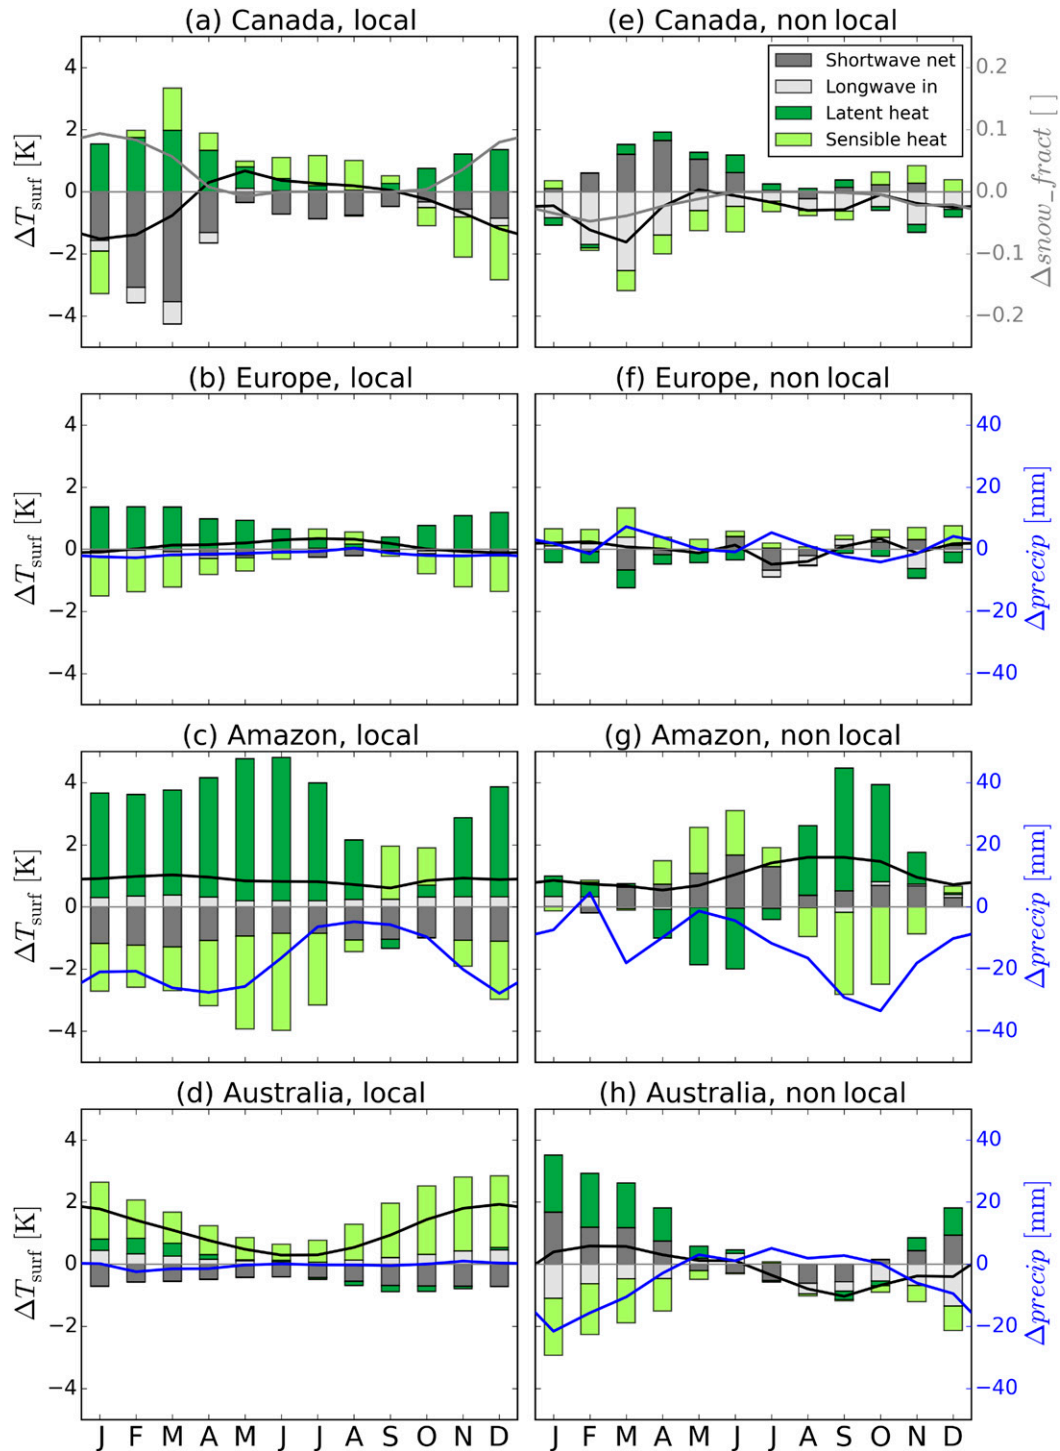 (a) Canada, local
(e) Canada, non local
4
2
0
−2
−4
ΔT_surf [K]
Shortwave net
Longwave in
Latent heat
Sensible heat
0.2
0.1
0.0
−0.1
−0.2
Δsnow_fract [ ]
(b) Europe, local
(f) Europe, non local
4
2
0
−2
−4
ΔT_surf [K]
40
20
0
−20
−40
Δprecip [mm]
(c) Amazon, local
(g) Amazon, non local
4
2
0
−2
−4
ΔT_surf [K]
40
20
0
−20
−40
Δprecip [mm]
(d) Australia, local
(h) Australia, non local
4
2
0
−2
−4
ΔT_surf [K]
40
20
0
−20
−40
Δprecip [mm]
J F M A M J J A S O N D
J F M A M J J A S O N D